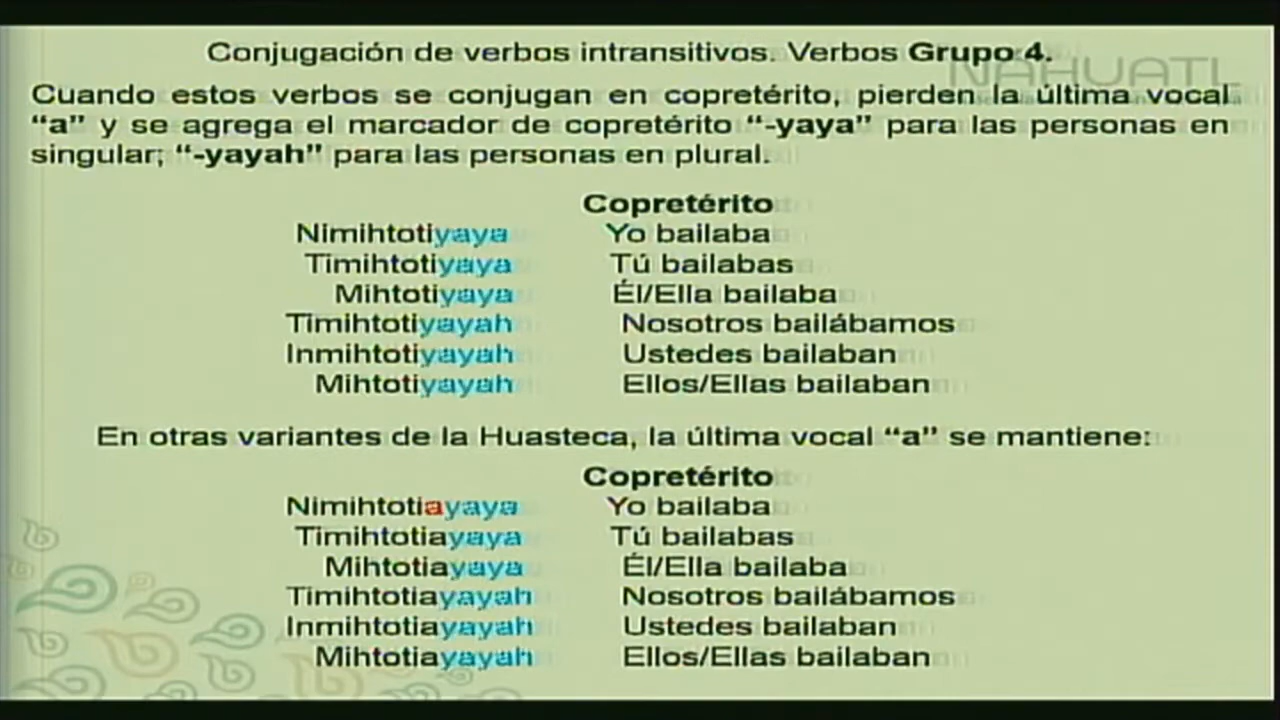 Conjugación de verbos intransitivos. Verbos Grupo 4.
NÁHUATL
Cuando estos verbos se conjugan en copretérito, pierden la última vocal
“a” y se agrega el marcador de copretérito “-yaya” para las personas en
singular; “-yayah” para las personas en plural.
Copretérito
Nimihtotiyaya Yo bailaba
Timihtotiyaya Tú bailabas
Mihtotiyaya Él/Ella bailaba
Timihtotiyayah Nosotros bailábamos
Inmihtotiyayah Ustedes bailaban
Mihtotiyayah Ellos/Ellas bailaban
En otras variantes de la Huasteca, la última vocal “a” se mantiene:
Copretérito
Nimihtotiayaya Yo bailaba
Timihtotiayaya Tú bailabas
Mihtotiayaya Él/Ella bailaba
Timihtotiayayah Nosotros bailábamos
Inmihtotiayayah Ustedes bailaban
Mihtotiayayah Ellos/Ellas bailaban